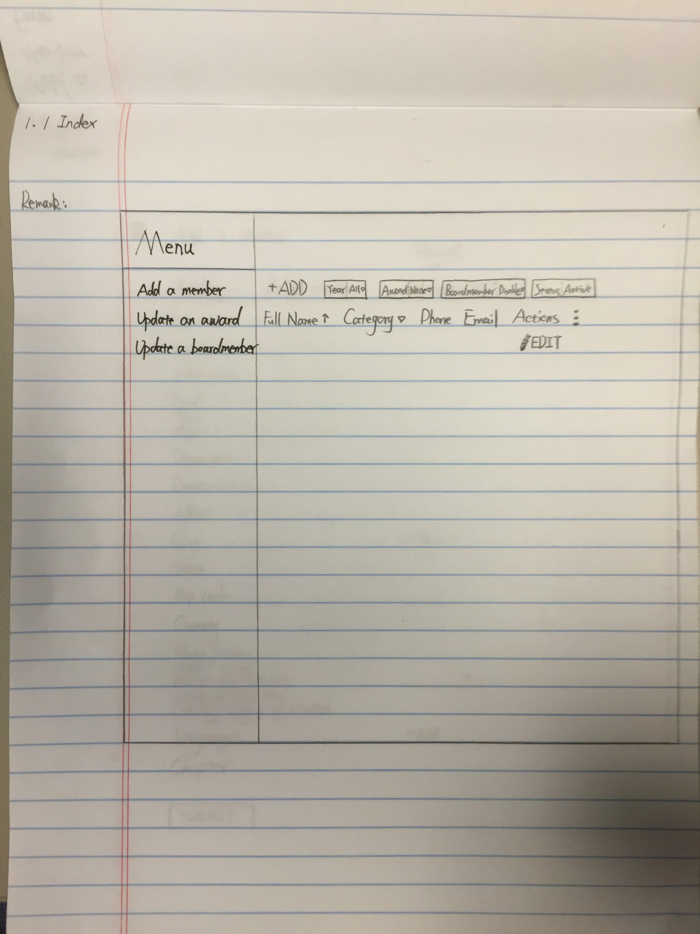 1.1 Index
Remark:
Menu
Add a member
Update an award
Update a boardmember
+ADD Year: All Award: None Boardmember: Status: Active
Full Name ↑ Category ▿ Phone Email Actions ⋮
EDIT